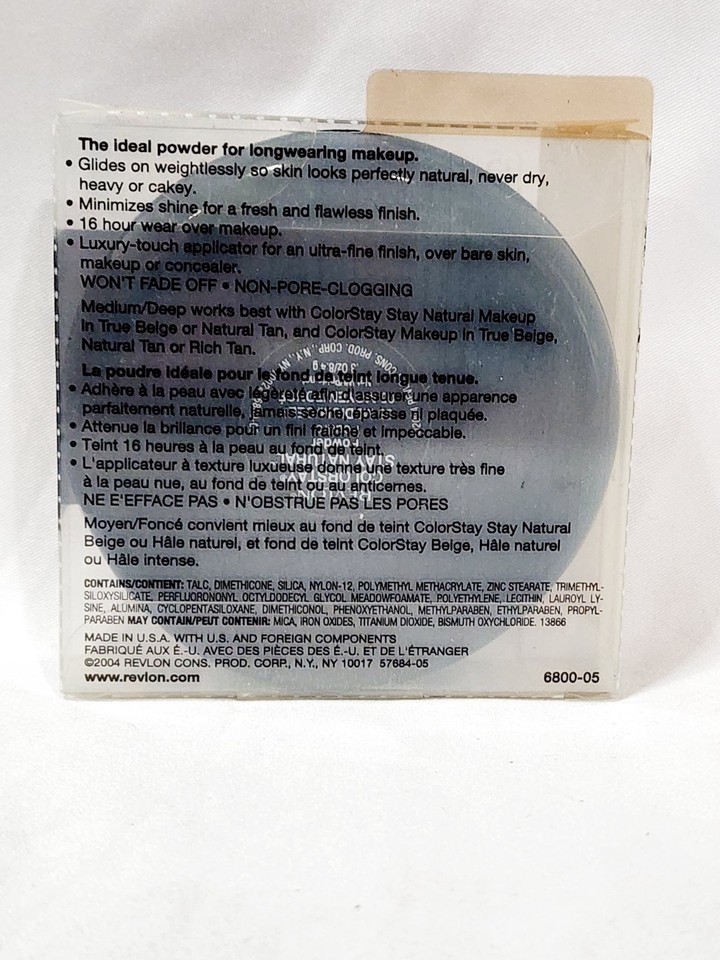 The ideal powder for longwearing makeup.
• Glides on weightlessly so skin looks perfectly natural, never dry,
heavy or cakey.
• Minimizes shine for a fresh and flawless finish.
• 16 hour wear over makeup.
• Luxury-touch applicator for an ultra-fine finish, over bare skin,
makeup or concealer.
WON'T FADE OFF • NON-PORE-CLOGGING
Medium/Deep works best with ColorStay Stay Natural Makeup
in True Beige or Natural Tan, and ColorStay Makeup in True Beige,
Natural Tan or Rich Tan.
La poudre idéale pour le fond de teint longue tenue.
• Adhère à la peau avec légèreté afin d'assurer une apparence
parfaitement naturelle, jamais sèche, épaisse ni plaquée.
• Attenue la brillance pour un fini fraîche et impeccable.
• Teint 16 heures à la peau au fond de teint.
• L'applicateur à texture luxueuse donne une texture très fine
à la peau nue, au fond de teint ou au anticernes.
NE E'EFFACE PAS • N'OBSTRUE PAS LES PORES
Moyen/Foncé convient mieux au fond de teint ColorStay Stay Natural
Beige ou Hâle naturel, et fond de teint ColorStay Beige, Hâle naturel
ou Hâle intense.
CONTAINS/CONTIENT: TALC, DIMETHICONE, SILICA, NYLON-12, POLYMETHYL METHACRYLATE, ZINC STEARATE, TRIMETHYL-
SILOXYSILICATE, PERFLUORONONYL OCTYLDODECYL GLYCOL MEADOWFOAMATE, POLYETHYLENE, LECITHIN, LAUROYL LY-
SINE, ALUMINA, CYCLOPENTASILOXANE, DIMETHICONOL, PHENOXYETHANOL, METHYLPARABEN, ETHYLPARABEN, PROPYL-
PARABEN MAY CONTAIN/PEUT CONTENIR: MICA, IRON OXIDES, TITANIUM DIOXIDE, BISMUTH OXYCHLORIDE. 13866
MADE IN U.S.A. WITH U.S. AND FOREIGN COMPONENTS
FABRIQUÉ AUX É.-U. AVEC DES PIÈCES DES É.-U. ET DE L'ÉTRANGER
©2004 REVLON CONS. PROD. CORP., N.Y., NY 10017 57684-05
www.revlon.com 6800-05
REVLON
COLORSTAY
STAY NATURAL
Powder
CONS. PROD. CORP., N.Y., N.Y.